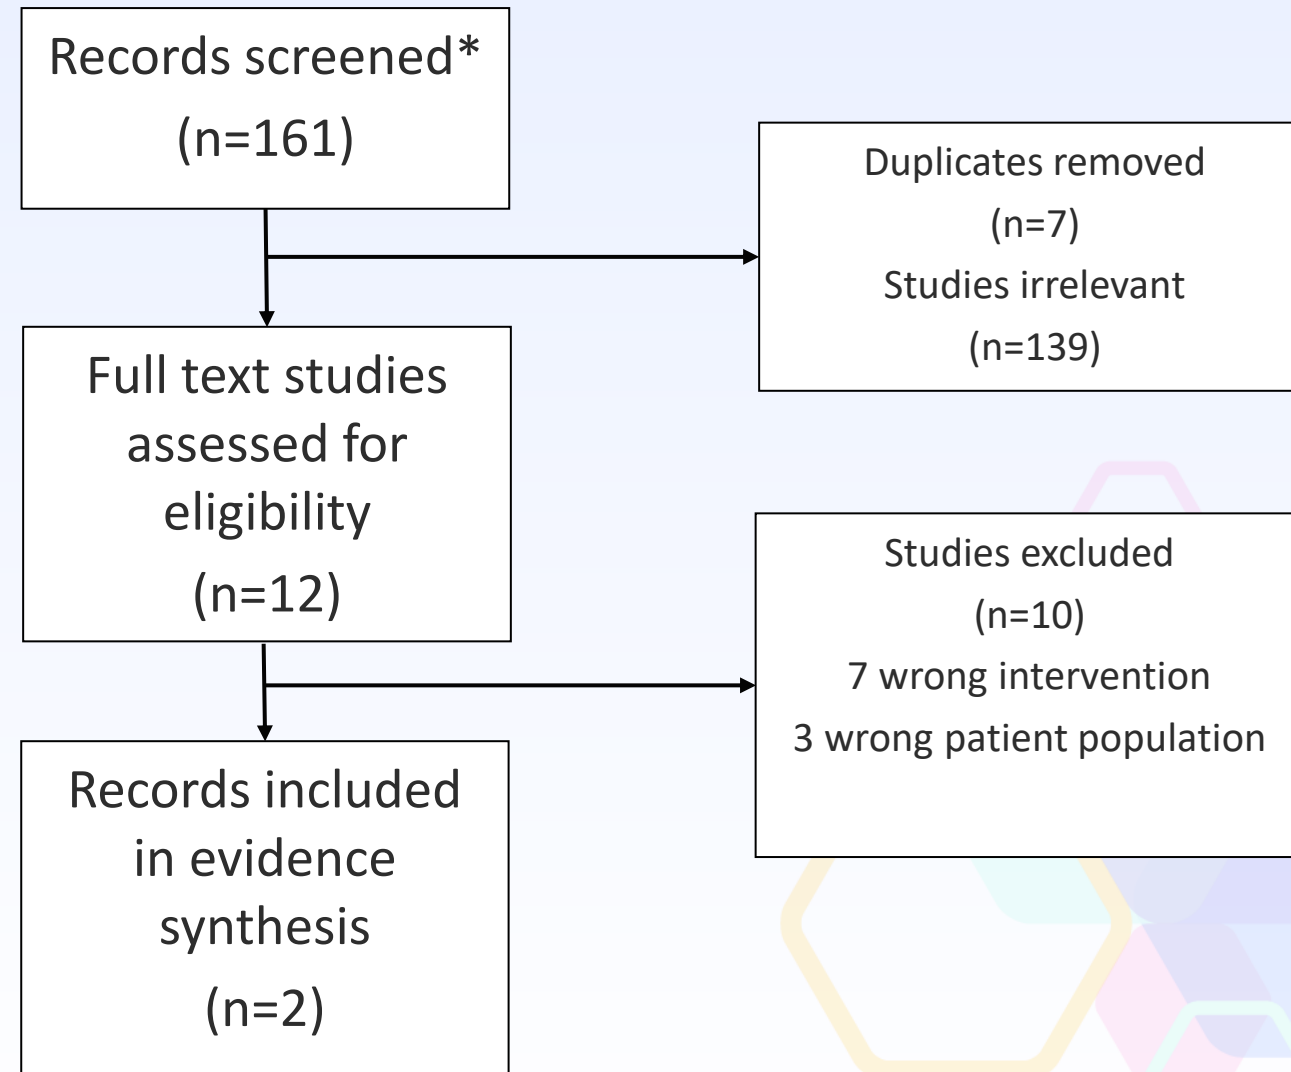 Records screened*
(n=161)
Duplicates removed
(n=7)
Studies irrelevant
(n=139)
Full text studies
assessed for
eligibility
(n=12)
Studies excluded
(n=10)
7 wrong intervention
3 wrong patient population
Records included
in evidence
synthesis
(n=2)